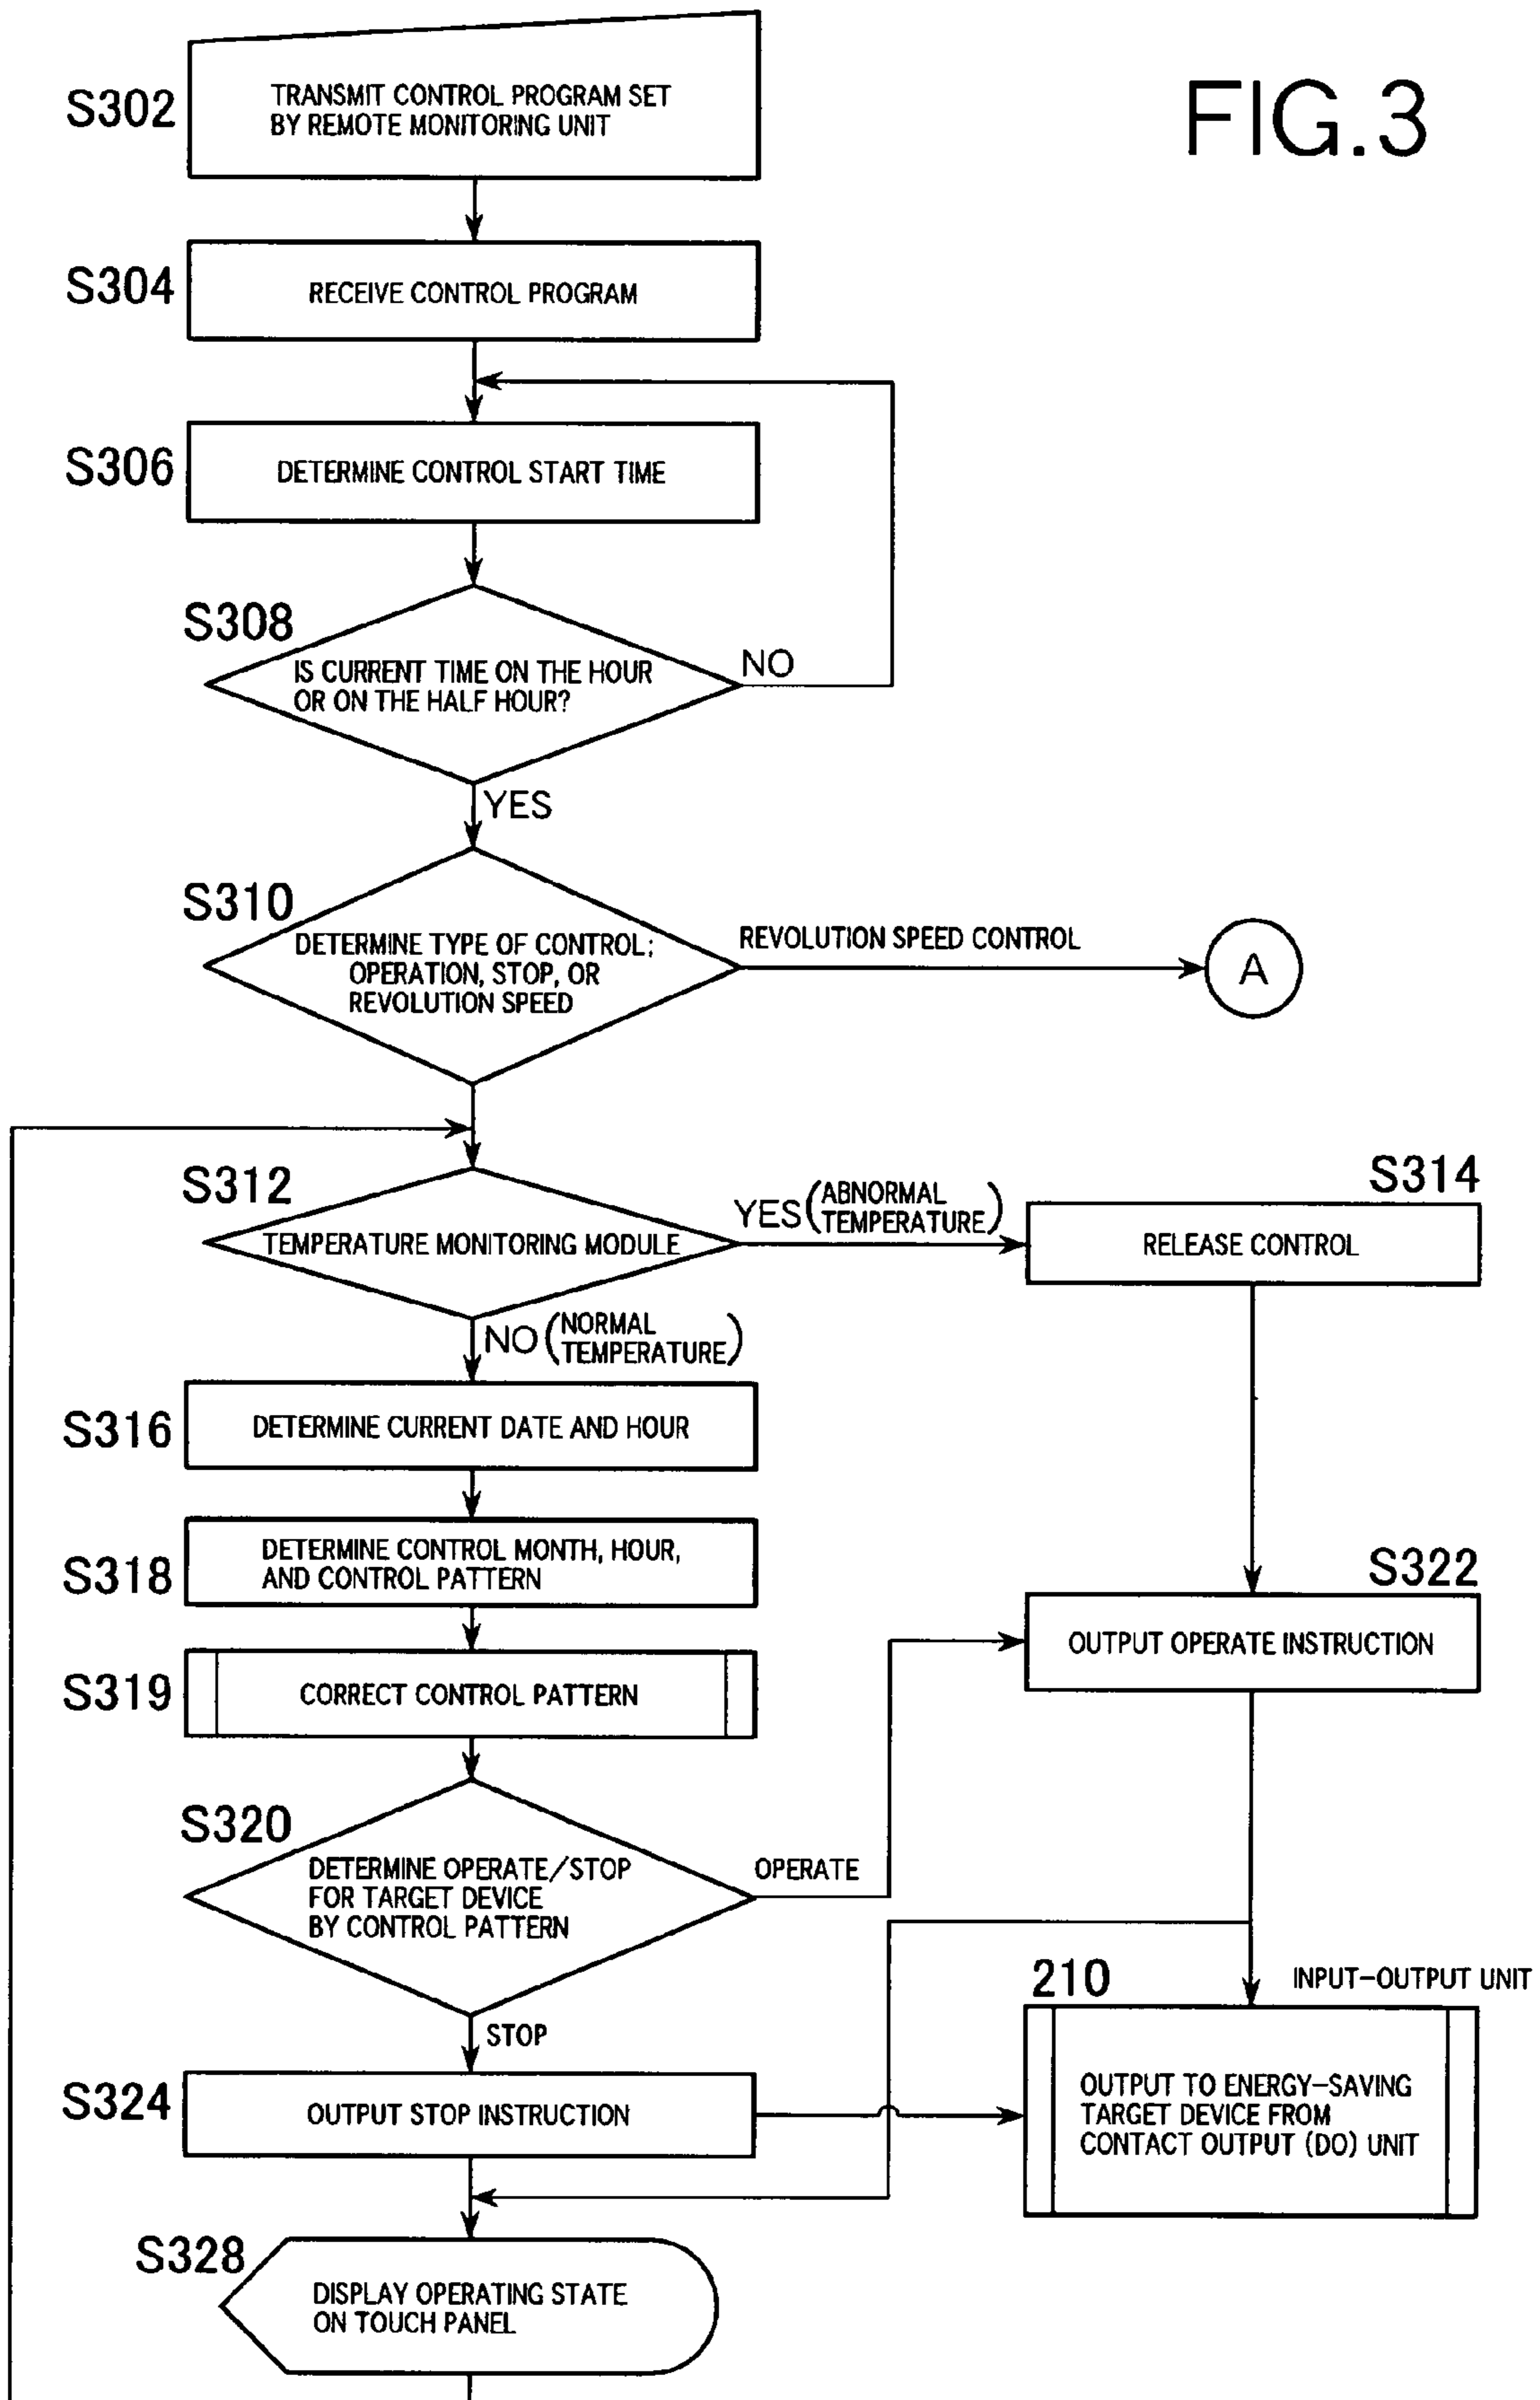 FIG.3
S302
TRANSMIT CONTROL PROGRAM SET
BY REMOTE MONITORING UNIT
S304
RECEIVE CONTROL PROGRAM
S306
DETERMINE CONTROL START TIME
S308
IS CURRENT TIME ON THE HOUR
OR ON THE HALF HOUR?
NO
YES
S310
DETERMINE TYPE OF CONTROL;
OPERATION, STOP, OR
REVOLUTION SPEED
REVOLUTION SPEED CONTROL
A
S312
TEMPERATURE MONITORING MODULE
YES (ABNORMAL
TEMPERATURE)
S314
RELEASE CONTROL
NO (NORMAL
TEMPERATURE)
S316
DETERMINE CURRENT DATE AND HOUR
S318
DETERMINE CONTROL MONTH, HOUR,
AND CONTROL PATTERN
S322
OUTPUT OPERATE INSTRUCTION
S319
CORRECT CONTROL PATTERN
S320
DETERMINE OPERATE/STOP
FOR TARGET DEVICE
BY CONTROL PATTERN
OPERATE
STOP
210
INPUT-OUTPUT UNIT
OUTPUT TO ENERGY-SAVING
TARGET DEVICE FROM
CONTACT OUTPUT (DO) UNIT
S324
OUTPUT STOP INSTRUCTION
S328
DISPLAY OPERATING STATE
ON TOUCH PANEL